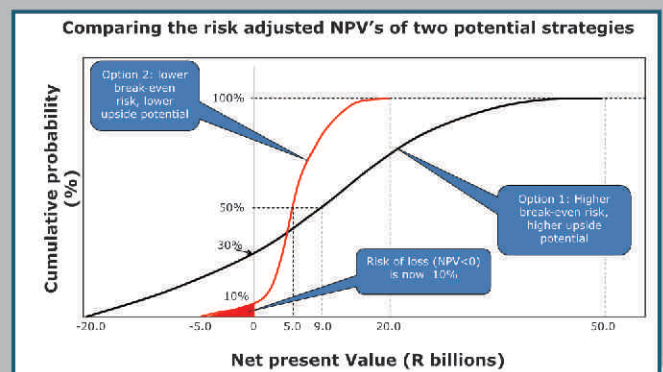 Comparing the risk adjusted NPV's of two potential strategies
Option 2: lower
break-even
risk, lower
upside potential
100%
50%
30%
10%
Option 1: Higher
break-even risk,
higher upside
potential
Risk of loss (NPV<0)
is now 10%
Cumulative probability
(%)
-20.0 -5.0 0 5.0 9.0 20.0 50.0
Net present Value (R billions)